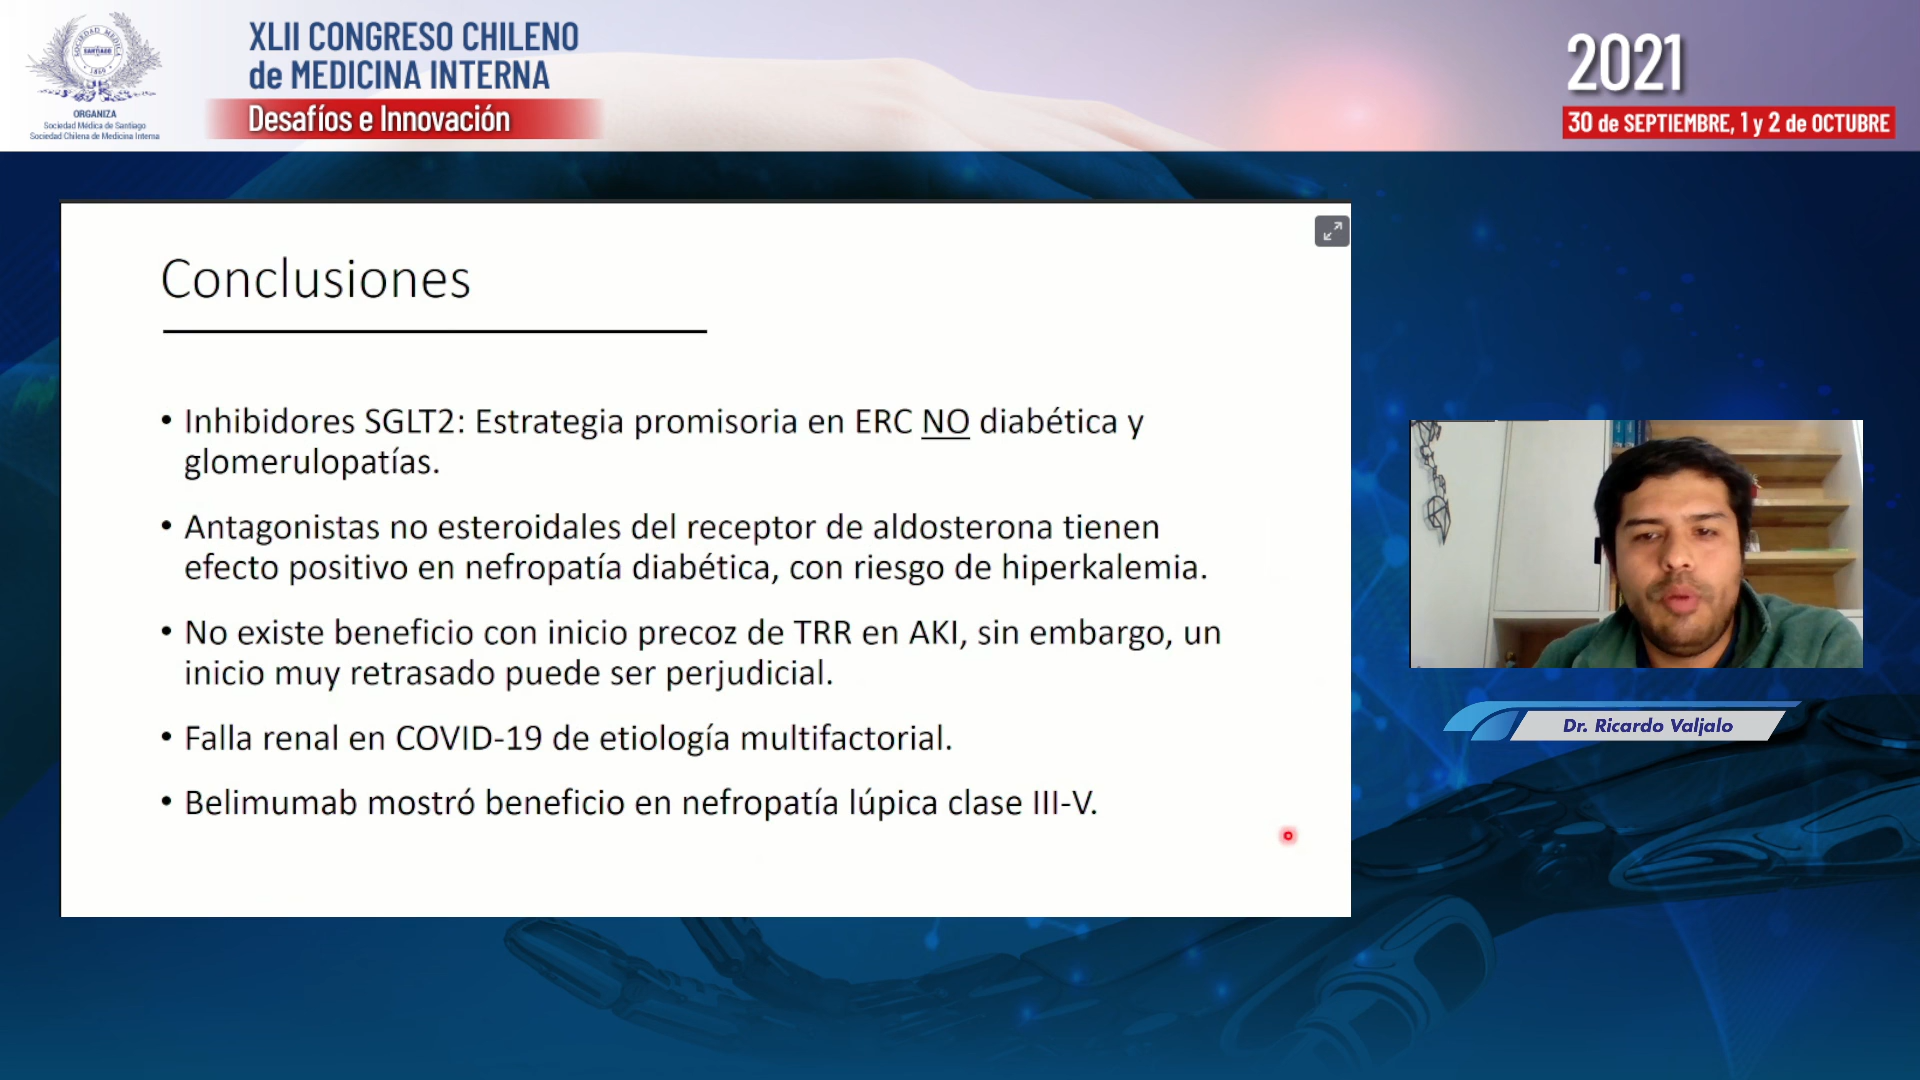 SOCIEDAD MEDICA
SANTIAGO
1869
ORGANIZA
Sociedad Médica de Santiago
Sociedad Chilena de Medicina Interna
XLII CONGRESO CHILENO
de MEDICINA INTERNA
Desafíos e Innovación
2021
30 de SEPTIEMBRE, 1 y 2 de OCTUBRE
Conclusiones
• Inhibidores SGLT2: Estrategia promisoria en ERC NO diabética y
glomerulopatías.
• Antagonistas no esteroidales del receptor de aldosterona tienen
efecto positivo en nefropatía diabética, con riesgo de hiperkalemia.
• No existe beneficio con inicio precoz de TRR en AKI, sin embargo, un
inicio muy retrasado puede ser perjudicial.
• Falla renal en COVID-19 de etiología multifactorial.
• Belimumab mostró beneficio en nefropatía lúpica clase III-V.
Dr. Ricardo Valjalo